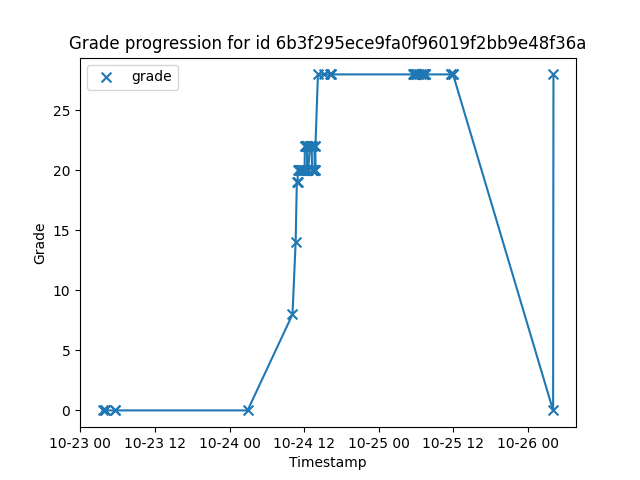 Grade progression for id 6b3f295ece9fa0f96019f2bb9e48f36a
grade
25
20
15
10
5
0
Grade
10-23 00 10-23 12 10-24 00 10-24 12 10-25 00 10-25 12 10-26 00
Timestamp